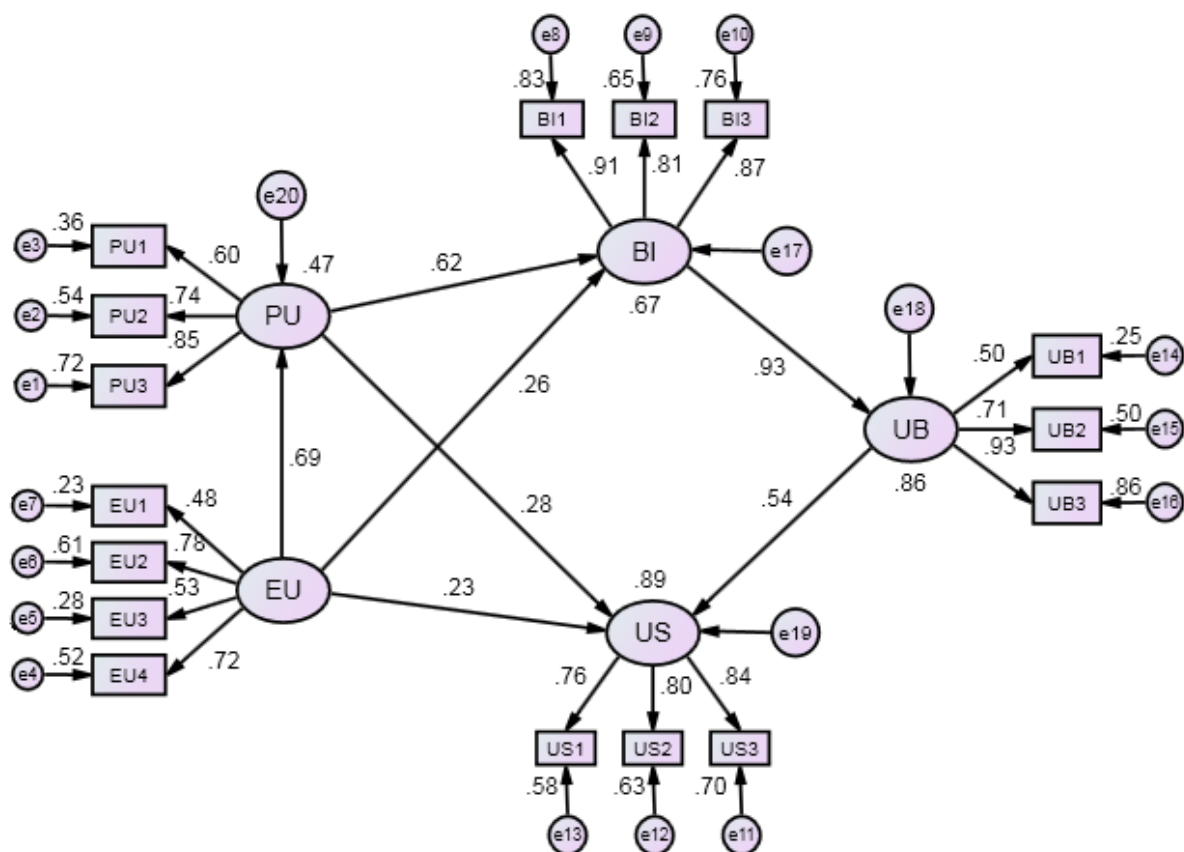 e8 e9 e10
.83 .65 .76
BI1 BI2 BI3
.91 .81 .87
e20
e3 .36 PU1 .60
.47
.62
BI
e17
.67
e2 .54 PU2 .74
PU
e1 .72 PU3 .85
e18
.26
.93
.50 UB1 .25 e14
UB
.71 UB2 .50 e15
.93
.86
UB3 .86 e16
.69
.28
.54
e7 .23 EU1 .48
e6 .61 EU2 .78
EU
e5 .28 EU3 .53
e4 .52 EU4 .72
.23
.89
US
e19
.76 .80 .84
US1 US2 US3
.58 .63 .70
e13 e12 e11